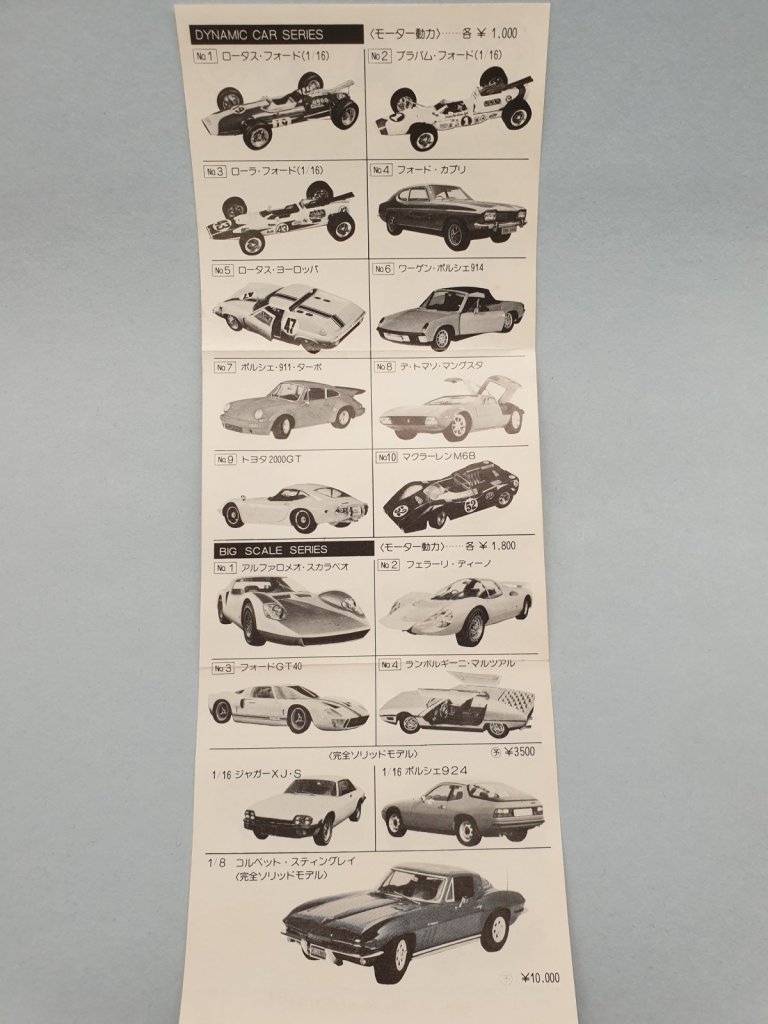 DYNAMIC CAR SERIES 〈モーター動力〉‥‥各 ¥ 1.000
No1 ロータス・フォード(1/16)
No2 ブラバム・フォード(1/16)
No3 ローラ・フォード(1/16)
No4 フォード・カプリ
No5 ロータス・ヨーロッパ
No6 ワーゲン・ポルシェ914
No7 ポルシェ・911・ターボ
No8 デ・トマソ・マングスタ
No9 トヨタ2000GT
No10 マクラーレンM6B
BIG SCALE SERIES 〈モーター動力〉‥‥各 ¥ 1.800
No1 アルファロメオ・スカラベオ
No2 フェラーリ・ディーノ
No3 フォードGT40
No4 ランボルギーニ・マルツアル
〈完全ソリッドモデル〉 予 ¥3500
1/16 ジャガーXJ・S
1/16 ポルシェ924
1/8 コルベット・スティングレイ
〈完全ソリッドモデル〉
予 ¥10.000